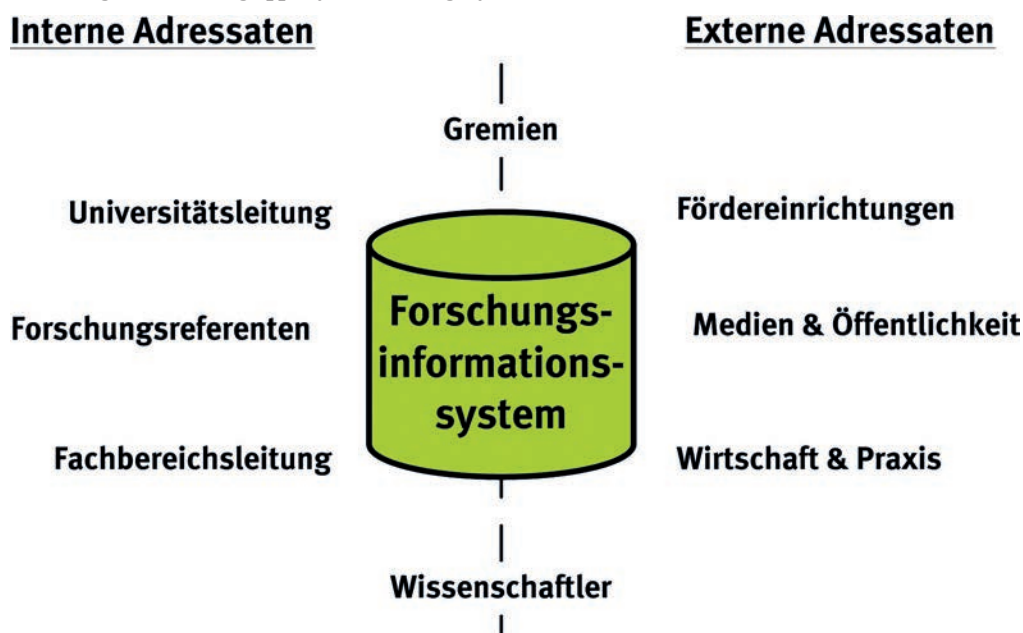 Interne Adressaten
Externe Adressaten
Gremien
Universitätsleitung
Fördereinrichtungen
Forschungsreferenten
Forschungs-
informations-
system
Medien & Öffentlichkeit
Fachbereichsleitung
Wirtschaft & Praxis
Wissenschaftler